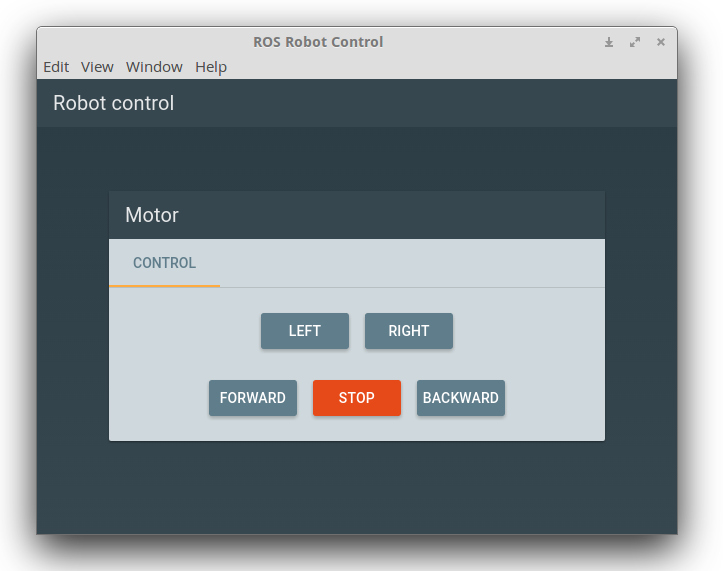 ROS Robot Control
Edit View Window Help
Robot control
Motor
CONTROL
LEFT RIGHT
FORWARD STOP BACKWARD